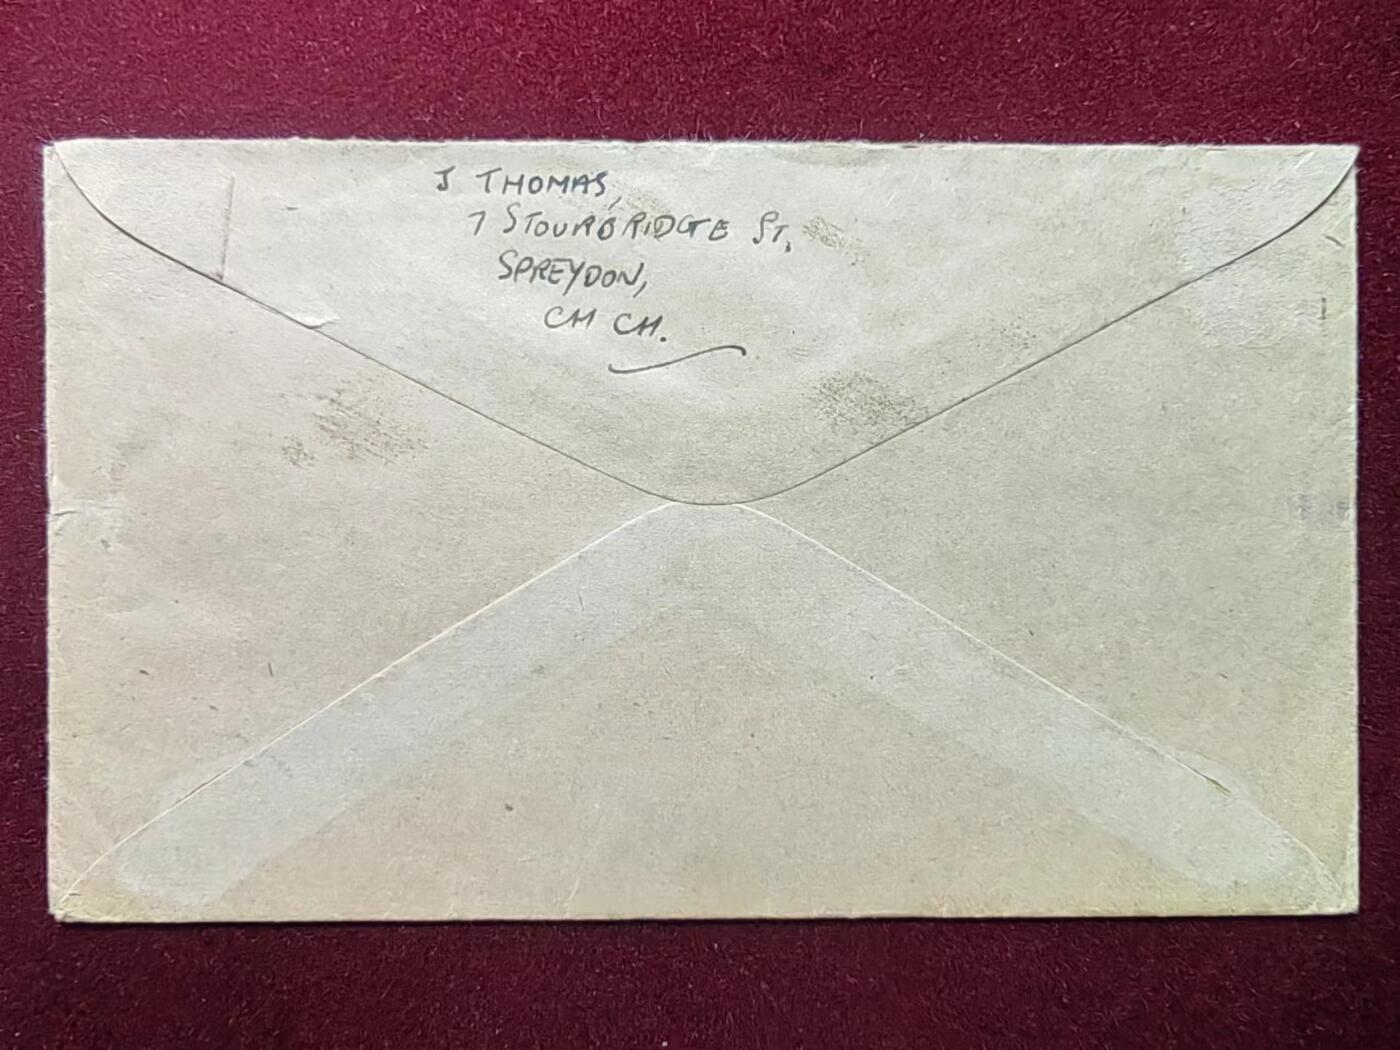 J THOMAS,
7 STOURBRIDGE ST,
SPREYDON,
CH CH.